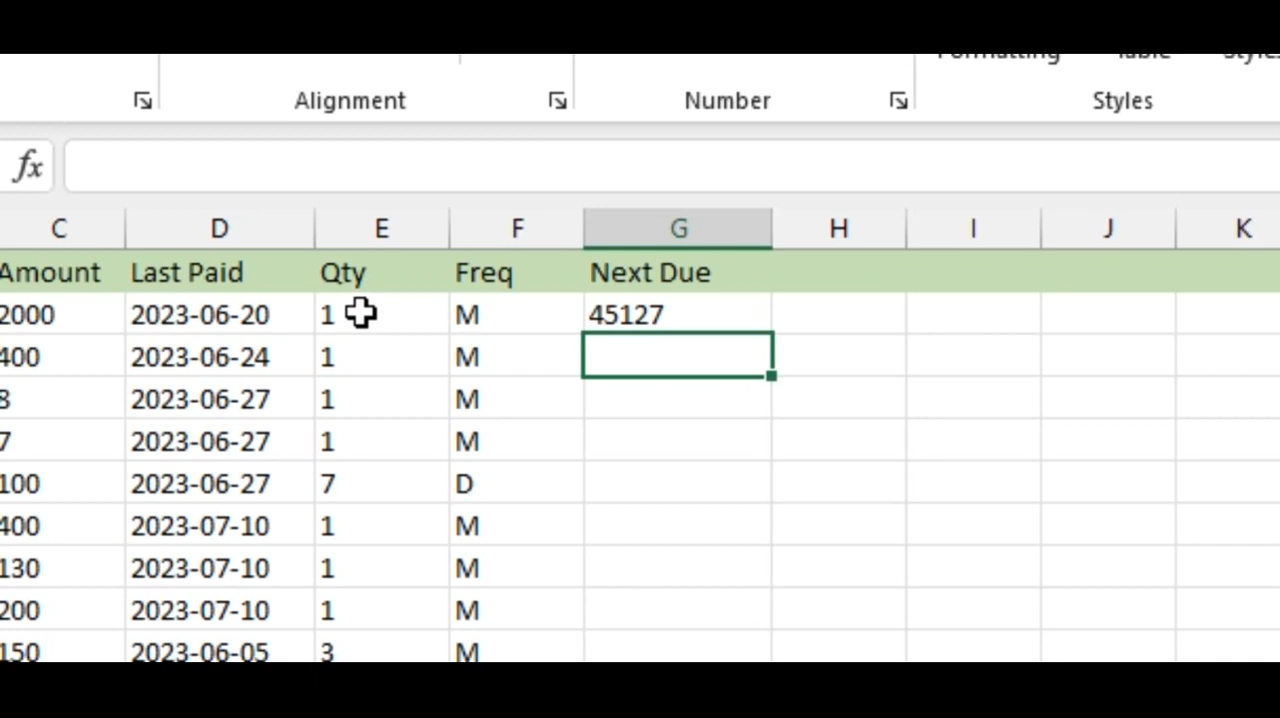 Formatting Table Styles
Alignment Number Styles
fx
C D E F G H I J K
Amount Last Paid Qty Freq Next Due
2000 2023-06-20 1 M 45127
400 2023-06-24 1 M
8 2023-06-27 1 M
7 2023-06-27 1 M
100 2023-06-27 7 D
400 2023-07-10 1 M
130 2023-07-10 1 M
200 2023-07-10 1 M
150 2023-06-05 3 M